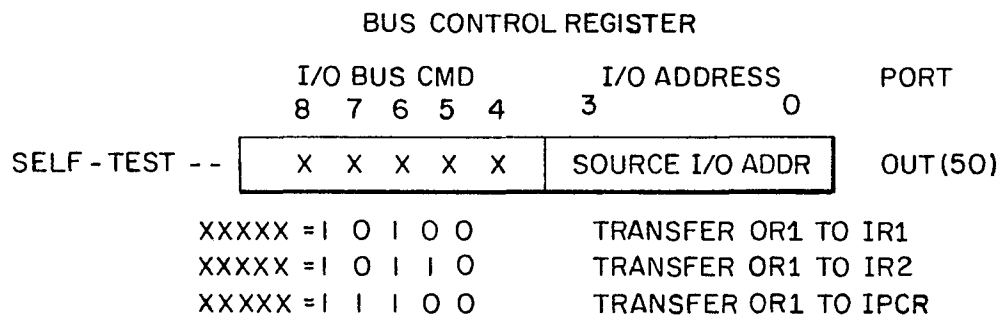 BUS CONTROL REGISTER
I/O BUS CMD I/O ADDRESS PORT
8 7 6 5 4 3 0
SELF-TEST -- X X X X X SOURCE I/O ADDR OUT(50)
XXXXX = 1 0 1 0 0 TRANSFER OR1 TO IR1
XXXXX = 1 0 1 1 0 TRANSFER OR1 TO IR2
XXXXX = 1 1 1 0 0 TRANSFER OR1 TO IPCR